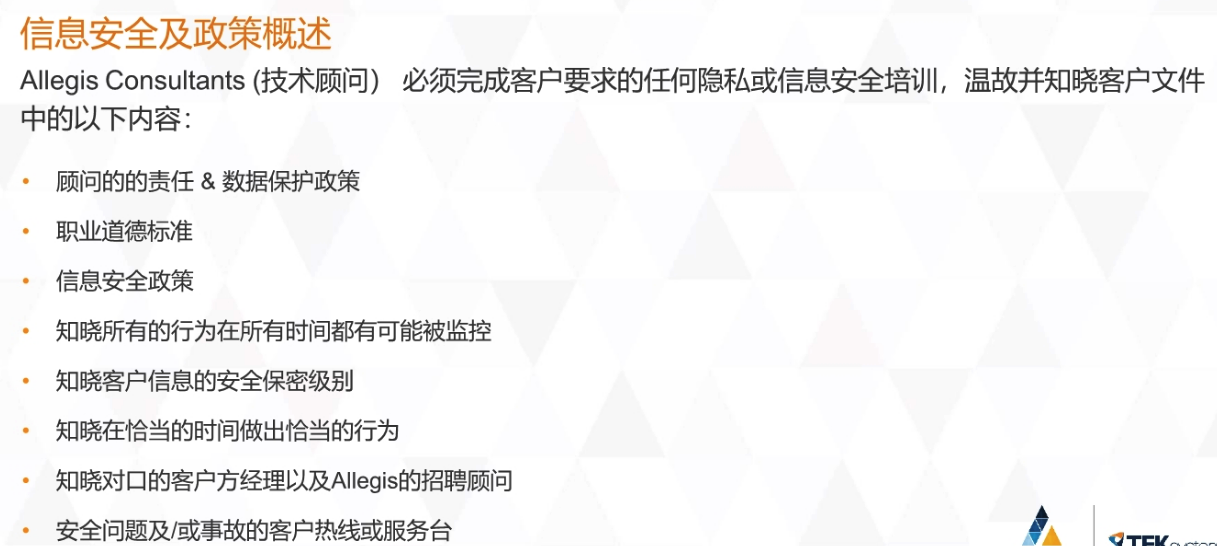 信息安全及政策概述
Allegis Consultants (技术顾问） 必须完成客户要求的任何隐私或信息安全培训，温故并知晓客户文件
中的以下内容：
• 顾问的的责任 & 数据保护政策
• 职业道德标准
• 信息安全政策
• 知晓所有的行为在所有时间都有可能被监控
• 知晓客户信息的安全保密级别
• 知晓在恰当的时间做出恰当的行为
• 知晓对口的客户方经理以及Allegis的招聘顾问
• 安全问题及/或事故的客户热线或服务台
TEK